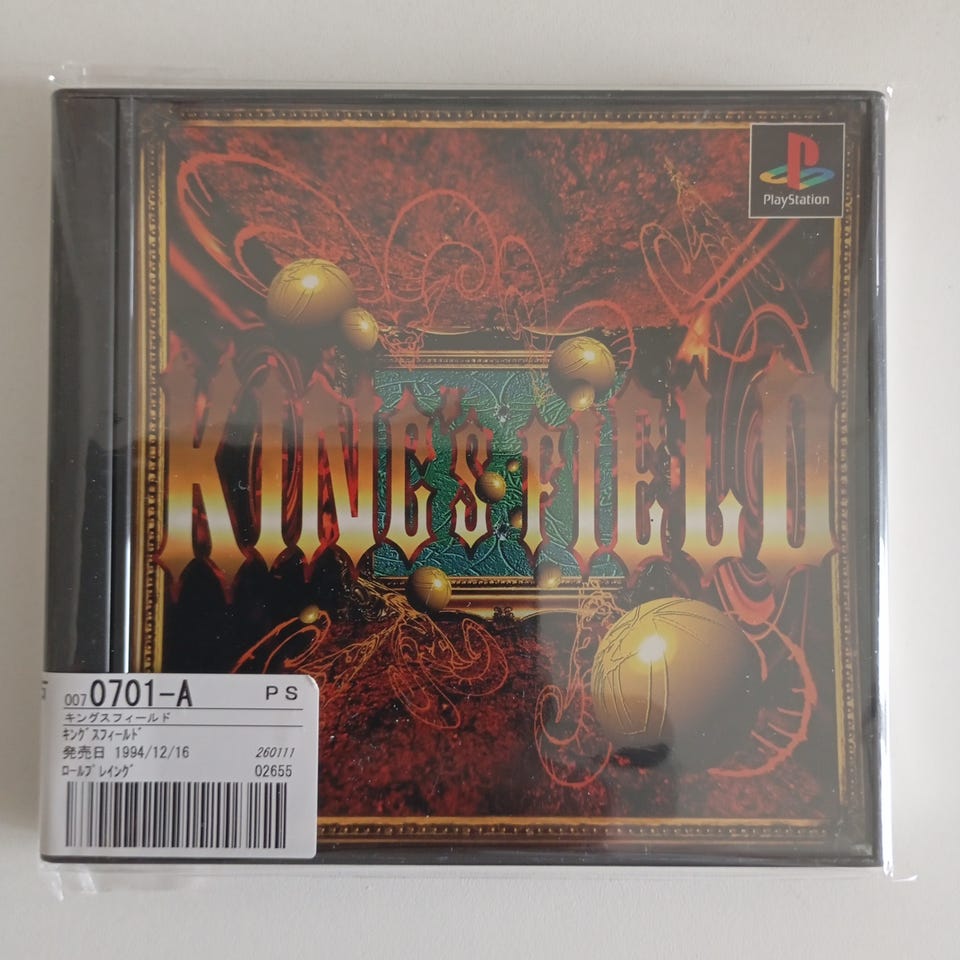 PlayStation
KING'S FIELD
007 0701-A PS
キングスフィールド
キングスフィールド
発売日 1994/12/16 260111
ロールプレイング 02655